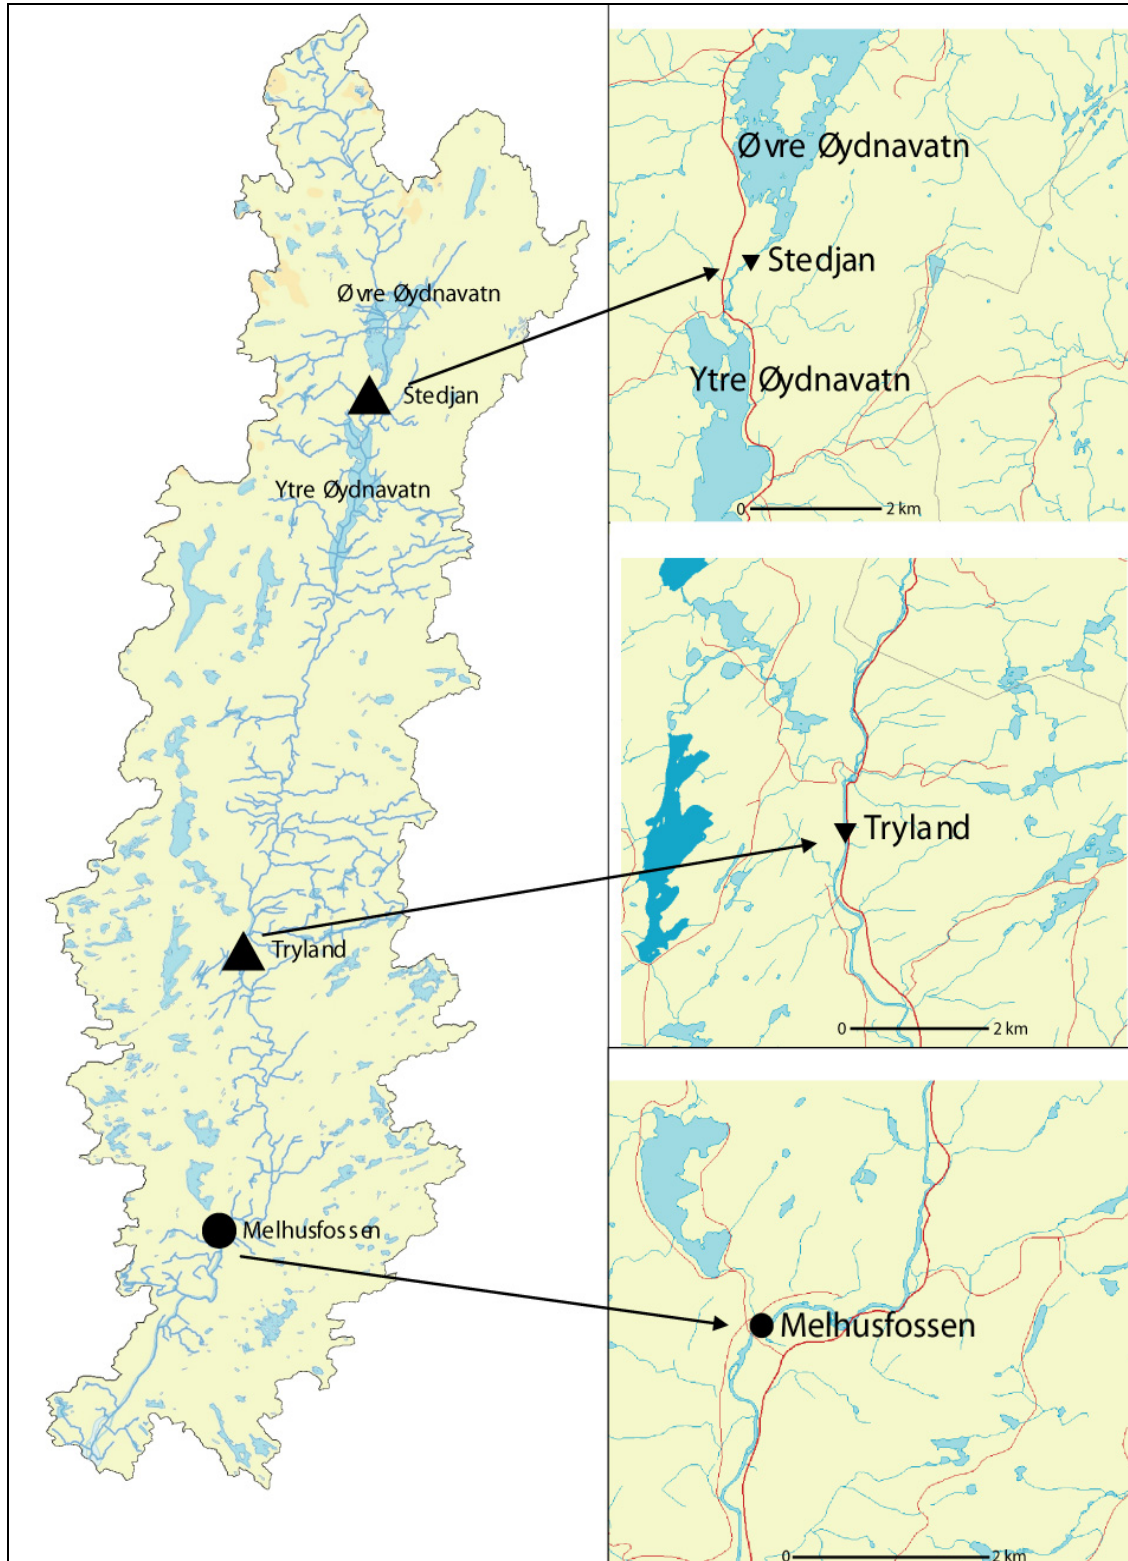 Øvre Øydnavatn
Stedjan
Ytre Øydnavatn
Tryland
Melhusfossen
Øvre Øydnavatn
Stedjan
Ytre Øydnavatn
0 2 km
Tryland
0 2 km
Melhusfossen
0 2 km